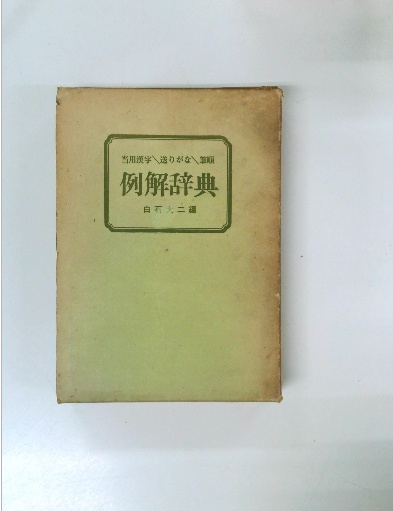 当用漢字＼送りがな＼筆順
例解辞典
白石大二編